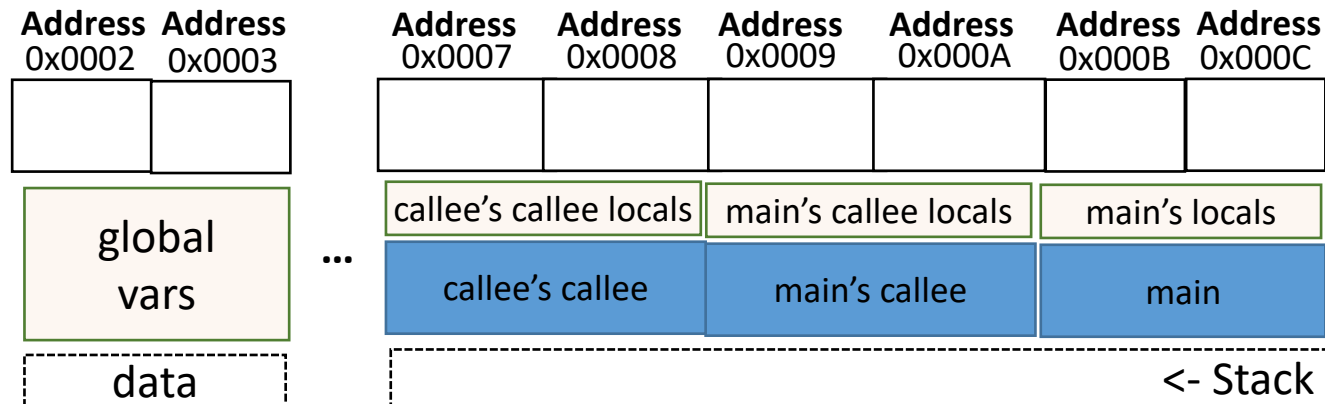 Address Address Address Address Address Address Address Address
0x0002 0x0003 0x0007 0x0008 0x0009 0x000A 0x000B 0x000C
callee's callee locals main's callee locals main's locals
global
vars
...
callee's callee main's callee main
data
<- Stack